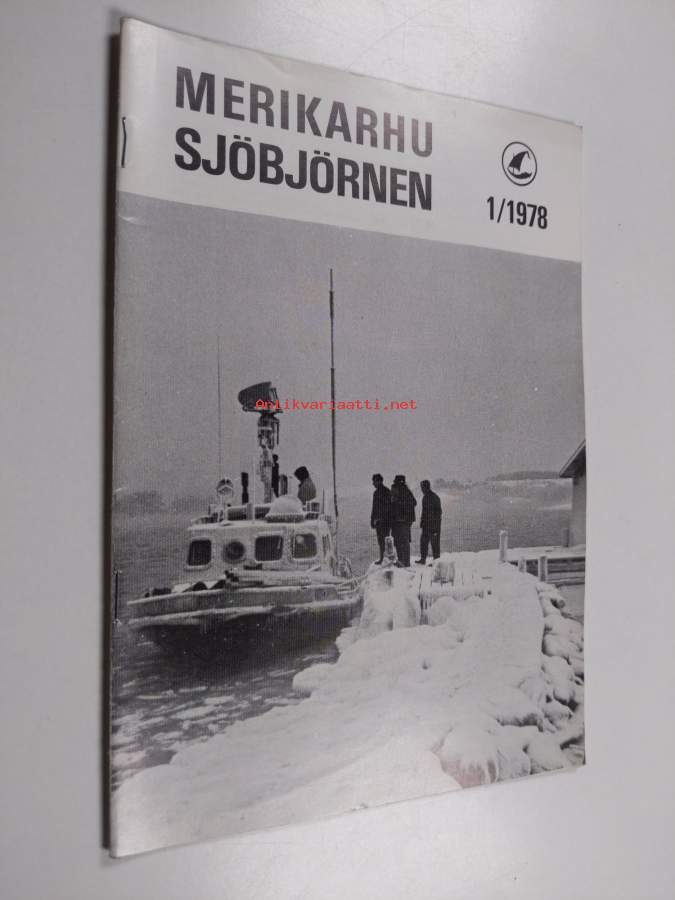 MERIKARHU
SJÖBJÖRNEN
1/1978
Antikvariaatti.net